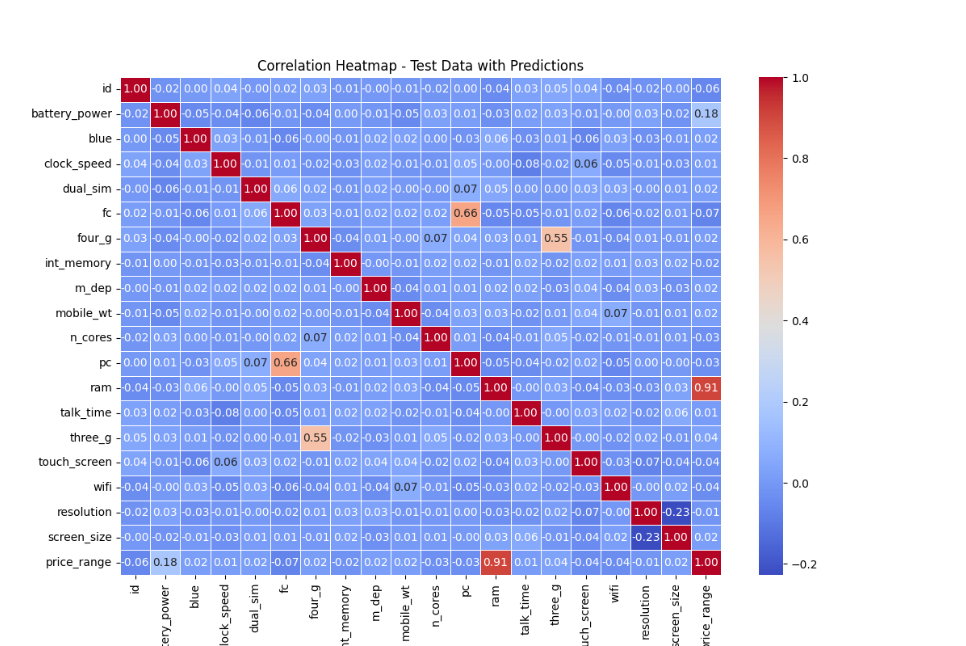 Correlation Heatmap - Test Data with Predictions
id 1.00 -0.02 0.00 0.04 -0.00 0.02 0.03 -0.01 -0.00 -0.01 -0.02 0.00 -0.04 0.03 0.05 0.04 -0.04 -0.02 -0.00 -0.06
battery_power -0.02 1.00 -0.05 -0.04 -0.06 -0.01 -0.04 0.00 -0.01 -0.05 0.03 0.01 -0.03 0.02 0.03 -0.01 -0.00 0.03 -0.02 0.18
blue 0.00 -0.05 1.00 0.03 -0.01 -0.06 -0.00 -0.01 0.02 0.02 0.00 -0.03 0.06 -0.03 0.01 -0.06 0.03 -0.03 -0.01 0.02
clock_speed 0.04 -0.04 0.03 1.00 -0.01 0.01 -0.02 -0.03 0.02 -0.01 -0.01 0.05 -0.00 -0.08 -0.02 0.06 -0.05 -0.01 -0.03 0.01
dual_sim -0.00 -0.06 -0.01 -0.01 1.00 0.06 0.02 -0.01 0.02 -0.00 -0.00 0.07 0.05 0.00 0.00 0.03 0.03 -0.00 0.01 0.02
fc 0.02 -0.01 -0.06 0.01 0.06 1.00 0.03 -0.01 0.02 0.02 0.02 0.66 -0.05 -0.05 -0.01 0.02 -0.06 -0.02 0.01 -0.07
four_g 0.03 -0.04 -0.00 -0.02 0.02 0.03 1.00 -0.04 0.01 -0.00 0.07 0.04 0.03 0.01 0.55 -0.01 -0.04 0.01 -0.01 0.02
int_memory -0.01 0.00 -0.01 -0.03 -0.01 -0.01 -0.04 1.00 -0.00 -0.01 0.02 0.02 -0.01 0.02 -0.02 0.02 0.01 0.03 0.02 -0.02
m_dep -0.00 -0.01 0.02 0.02 0.02 0.02 0.01 -0.00 1.00 -0.04 0.01 0.01 0.02 0.02 -0.03 0.04 -0.04 0.03 -0.03 0.02
mobile_wt -0.01 -0.05 0.02 -0.01 -0.00 0.02 -0.00 -0.01 -0.04 1.00 -0.04 0.03 0.03 -0.02 0.01 0.04 0.07 -0.01 0.01 0.02
n_cores -0.02 0.03 0.00 -0.01 -0.00 0.02 0.07 0.02 0.01 -0.04 1.00 0.01 -0.04 -0.01 0.05 -0.02 -0.01 -0.01 0.01 -0.03
pc 0.00 0.01 -0.03 0.05 0.07 0.66 0.04 0.02 0.01 0.03 0.01 1.00 -0.05 -0.04 -0.02 0.02 -0.05 0.00 -0.00 -0.03
ram -0.04 -0.03 0.06 -0.00 0.05 -0.05 0.03 -0.01 0.02 0.03 -0.04 -0.05 1.00 -0.00 0.03 -0.04 -0.03 -0.03 0.03 0.91
talk_time 0.03 0.02 -0.03 -0.08 0.00 -0.05 0.01 0.02 0.02 -0.02 -0.01 -0.04 -0.00 1.00 -0.00 0.03 0.02 -0.02 0.06 0.01
three_g 0.05 0.03 0.01 -0.02 0.00 -0.01 0.55 -0.02 -0.03 0.01 0.05 -0.02 0.03 -0.00 1.00 -0.00 -0.02 0.02 -0.01 0.04
touch_screen 0.04 -0.01 -0.06 0.06 0.03 0.02 -0.01 0.02 0.04 0.04 -0.02 0.02 -0.04 0.03 -0.00 1.00 -0.03 -0.07 -0.04 -0.04
wifi -0.04 -0.00 0.03 -0.05 0.03 -0.06 -0.04 0.01 -0.04 0.07 -0.01 -0.05 -0.03 0.02 -0.02 -0.03 1.00 -0.00 0.02 -0.04
resolution -0.02 0.03 -0.03 -0.01 -0.00 -0.02 0.01 0.03 0.03 -0.01 -0.01 0.00 -0.03 -0.02 0.02 -0.07 -0.00 1.00 -0.23 -0.01
screen_size -0.00 -0.02 -0.01 -0.03 0.01 0.01 -0.01 0.02 -0.03 0.01 0.01 -0.00 0.03 0.06 -0.01 -0.04 0.02 -0.23 1.00 0.02
price_range -0.06 0.18 0.02 0.01 0.02 -0.07 0.02 -0.02 0.02 0.02 -0.03 -0.03 0.91 0.01 0.04 -0.04 -0.04 -0.01 0.02 1.00
id
tery_power
blue
lock_speed
dual_sim
fc
four_g
nt_memory
m_dep
mobile_wt
n_cores
pc
ram
talk_time
three_g
uch_screen
wifi
resolution
screen_size
rice_range
1.0
0.8
0.6
0.4
0.2
0.0
−0.2